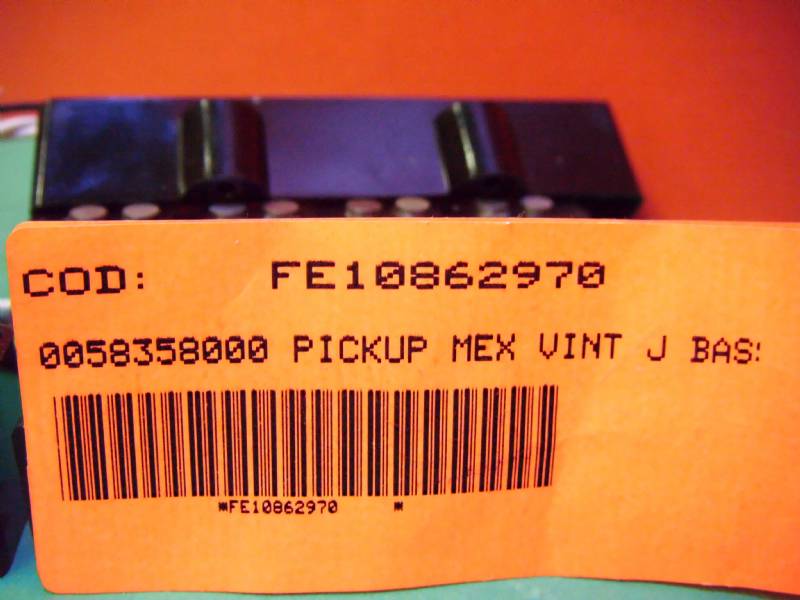 COD: FE10862970
0058358000 PICKUP MEX VINT J BAS
*FE10862970 *